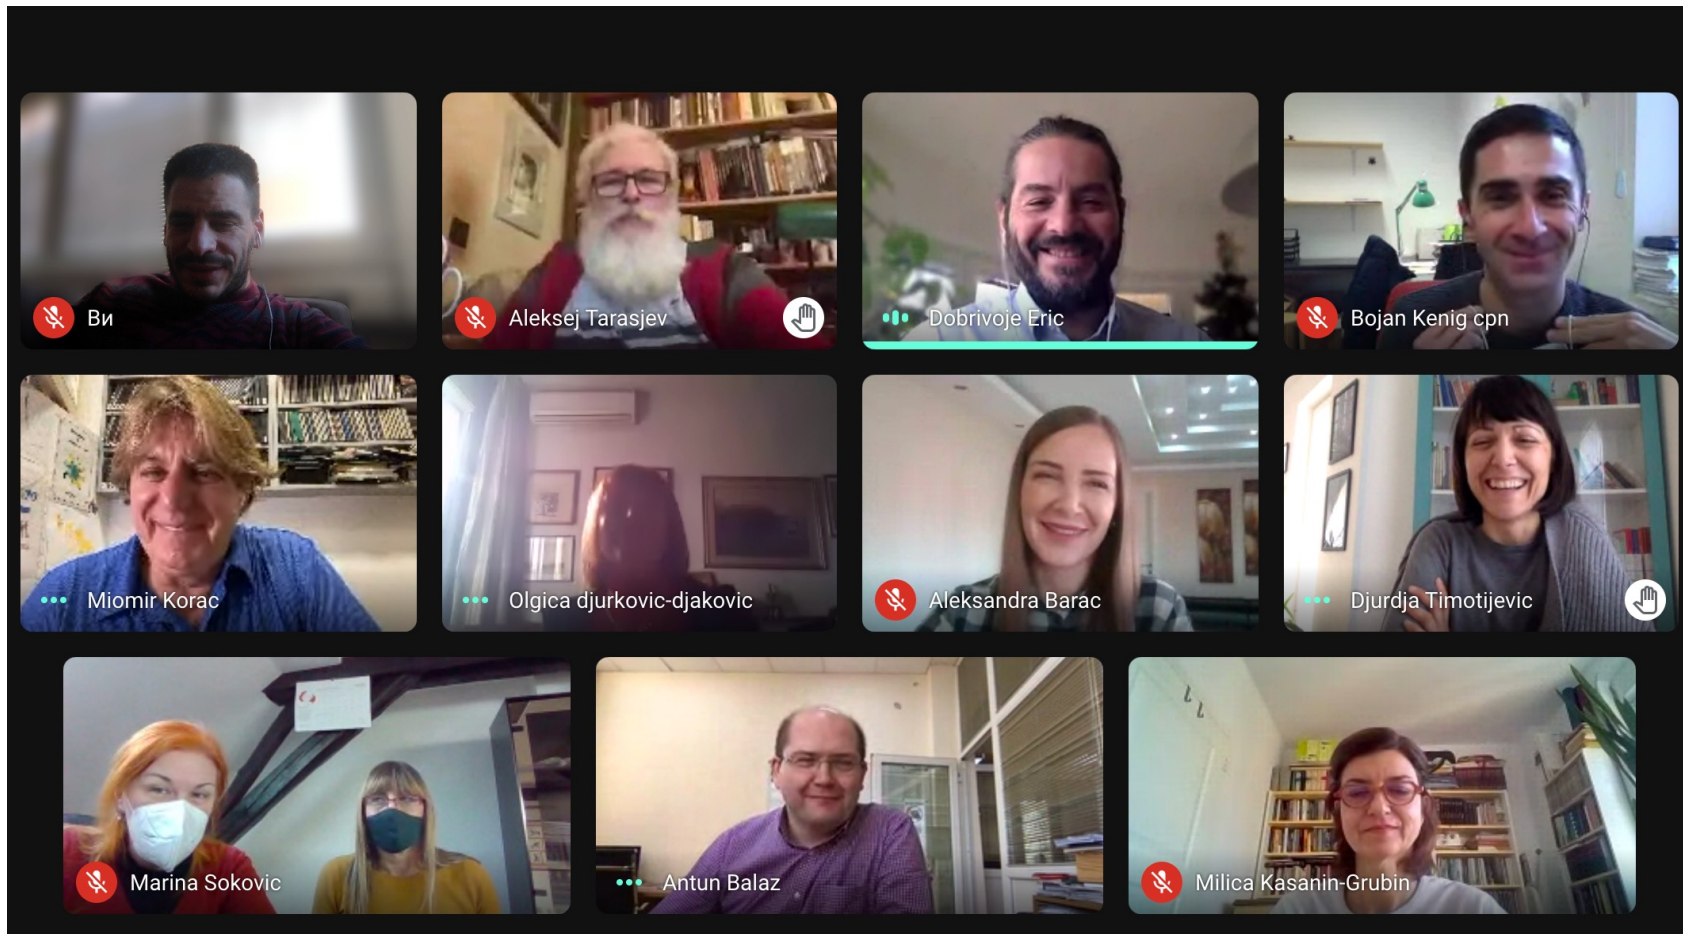 Ви
Aleksej Tarasjev
Dobrivoje Eric
Bojan Kenig cpn
Miomir Korac
Olgica djurkovic-djakovic
Aleksandra Barac
Djurdja Timotijevic
Marina Sokovic
Antun Balaz
Milica Kasanin-Grubin